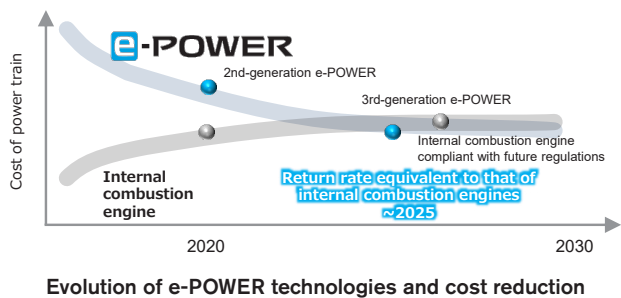 e-POWER
2nd-generation e-POWER
3rd-generation e-POWER
Cost of power train
Internal combustion engine
compliant with future regulations
Internal
combustion
engine
Return rate equivalent to that of
internal combustion engines
~2025
2020
2030
Evolution of e-POWER technologies and cost reduction